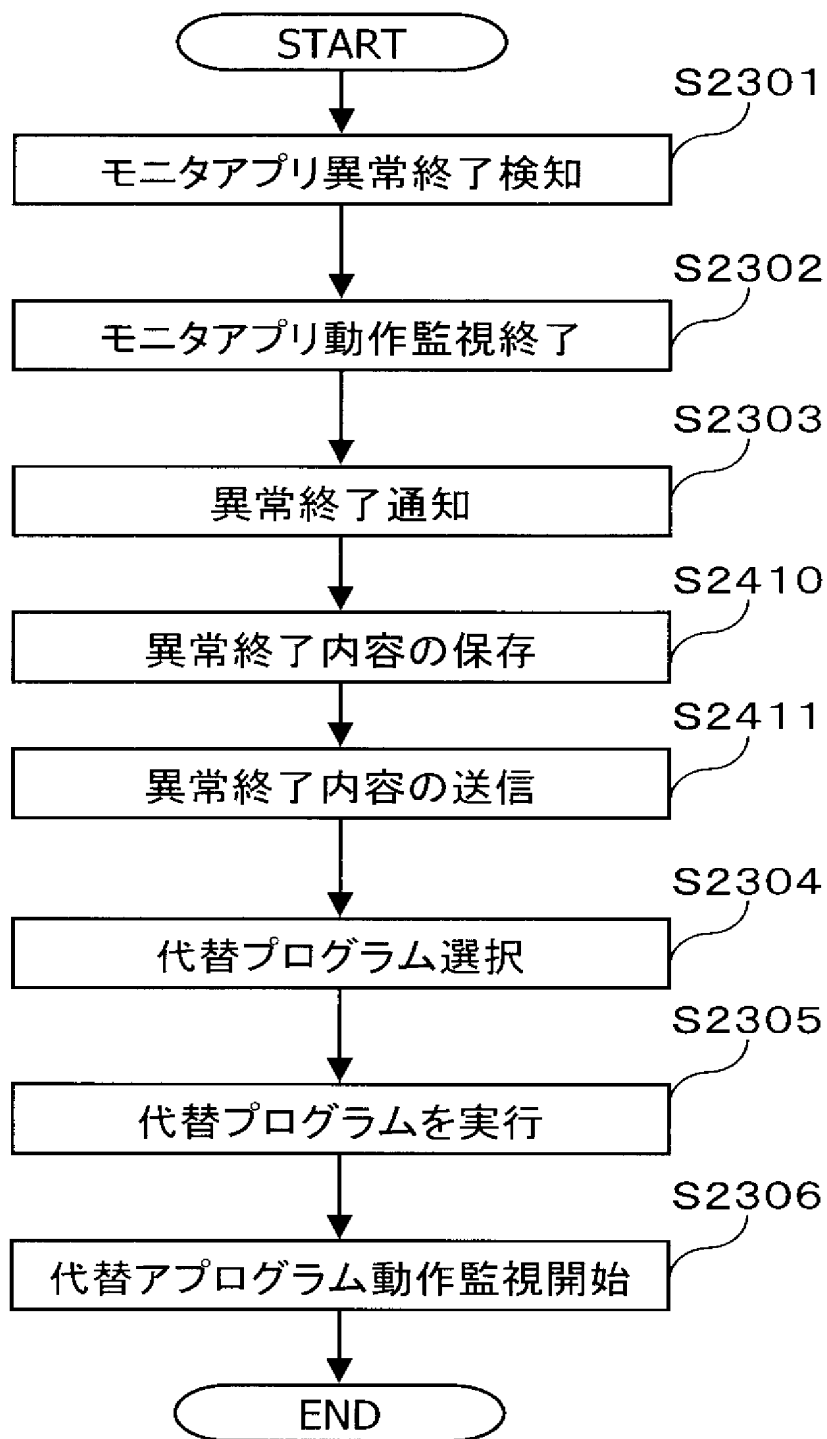 START
S2301
モニタアプリ異常終了検知
S2302
モニタアプリ動作監視終了
S2303
異常終了通知
S2410
異常終了内容の保存
S2411
異常終了内容の送信
S2304
代替プログラム選択
S2305
代替プログラムを実行
S2306
代替アプログラム動作監視開始
END